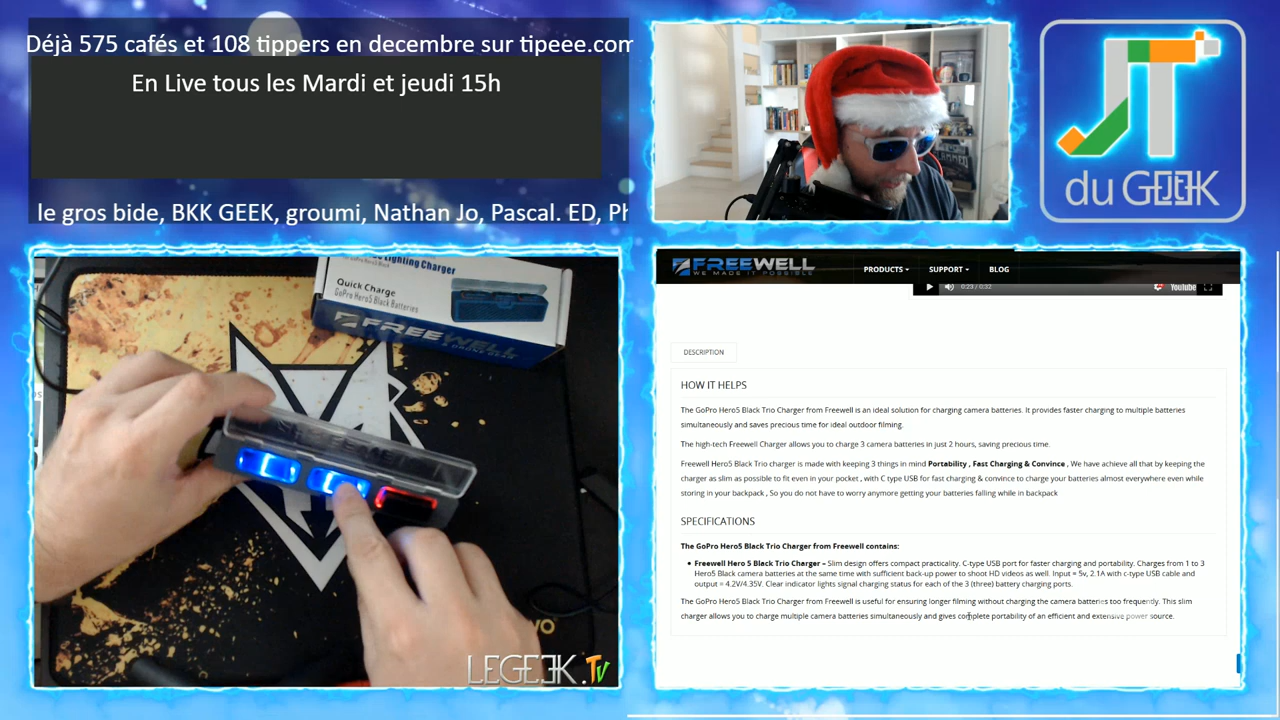 Déjà 575 cafés et 108 tippers en decembre sur tipeee.com
En Live tous les Mardi et jeudi 15h
le gros bide, BKK GEEK, groumi, Nathan Jo, Pascal. ED,
JT
du GEEK
Lighting Charger
Quick Charge
GoPro Hero5 Black Batteries
FREEWELL
LEGEEK.TV
FREEWELL
WE MADE IT POSSIBLE
PRODUCTS SUPPORT BLOG
0:23 / 0:32 YouTube
DESCRIPTION
HOW IT HELPS
The GoPro Hero5 Black Trio Charger from Freewell is an ideal solution for charging camera batteries. It provides faster charging to multiple batteries
simultaneously and saves precious time for ideal outdoor filming.
The high-tech Freewell Charger allows you to charge 3 camera batteries in just 2 hours, saving precious time.
Freewell Hero5 Black Trio charger is made with keeping 3 things in mind Portability , Fast Charging & Convince , We have achieve all that by keeping the
charger as slim as possible to fit even in your pocket , with C type USB for fast charging & convince to charge your batteries almost everywhere even while
storing in your backpack , So you do not have to worry anymore getting your batteries falling while in backpack
SPECIFICATIONS
The GoPro Hero5 Black Trio Charger from Freewell contains:
• Freewell Hero 5 Black Trio Charger – Slim design offers compact practicality. C-type USB port for faster charging and portability. Charges from 1 to 3
Hero5 Black camera batteries at the same time with sufficient back-up power to shoot HD videos as well. Input = 5v, 2.1A with c-type USB cable and
output = 4.2V/4.35V. Clear indicator lights signal charging status for each of the 3 (three) battery charging ports.
The GoPro Hero5 Black Trio Charger from Freewell is useful for ensuring longer filming without charging the camera batteries too frequently. This slim
charger allows you to charge multiple camera batteries simultaneously and gives complete portability of an efficient and extensive power source.